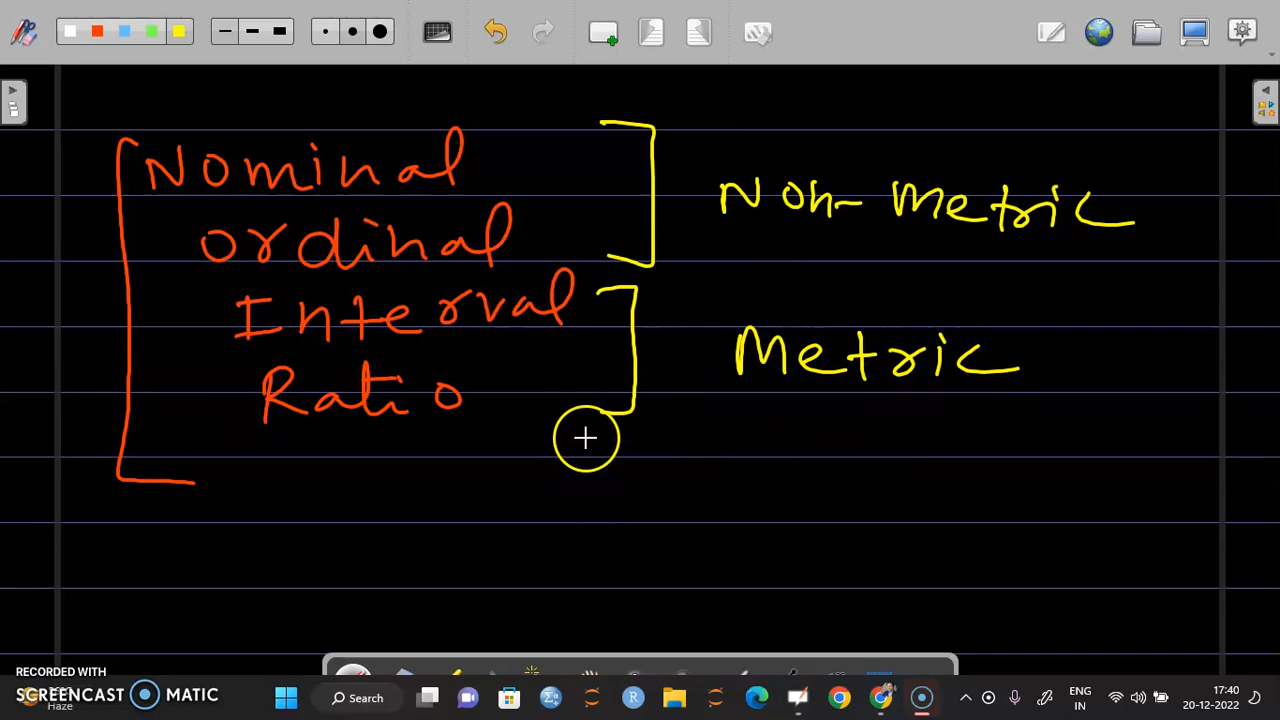 Nominal
Ordinal
Interval
Ratio
Non-Metric
Metric
RECORDED WITH
SCREENCAST MATIC
Haze
Search
R
ENG
IN
17:40
20-12-2022